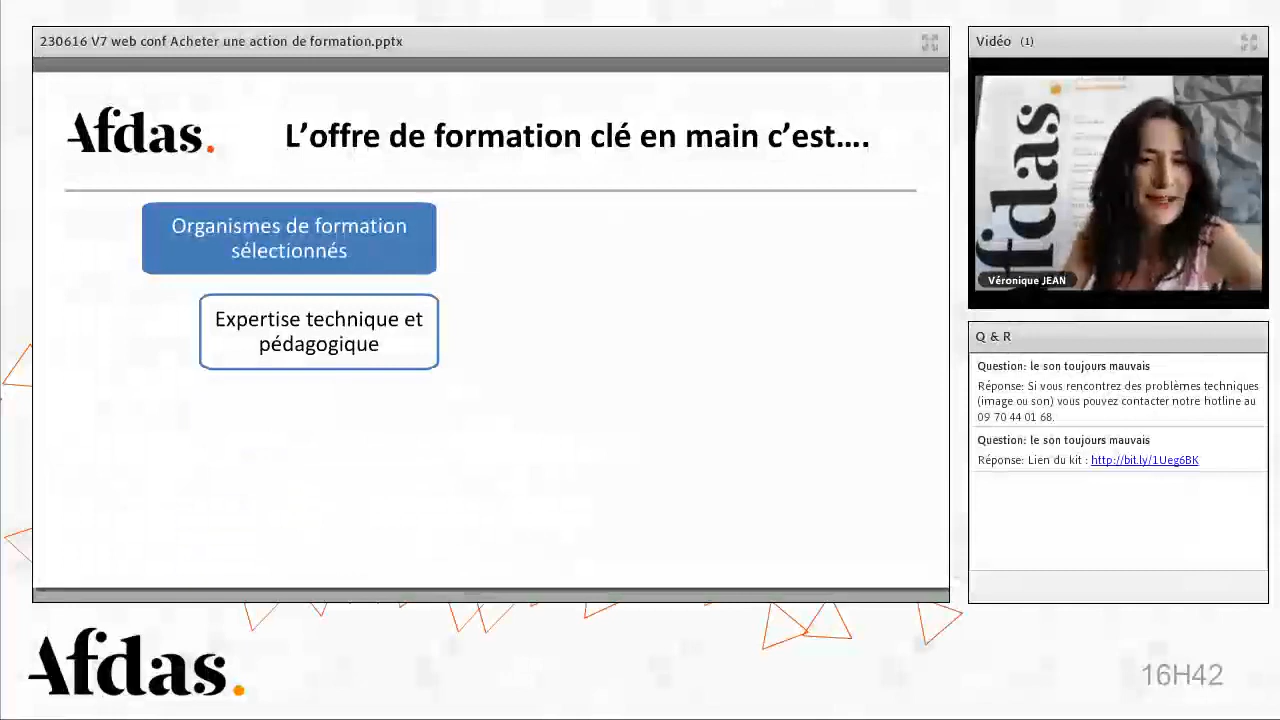 230616 V7 web conf Acheter une action de formation.pptx
Afdas.
L’offre de formation clé en main c’est….
Organismes de formation
sélectionnés
Expertise technique et
pédagogique
Vidéo (1)
afdas
Véronique JEAN
Q & R
Question: le son toujours mauvais
Réponse: Si vous rencontrez des problèmes techniques
(image ou son) vous pouvez contacter notre hotline au
09 70 44 01 68.
Question: le son toujours mauvais
Réponse: Lien du kit : http://bit.ly/1Ueg6BK
Afdas.
16H42